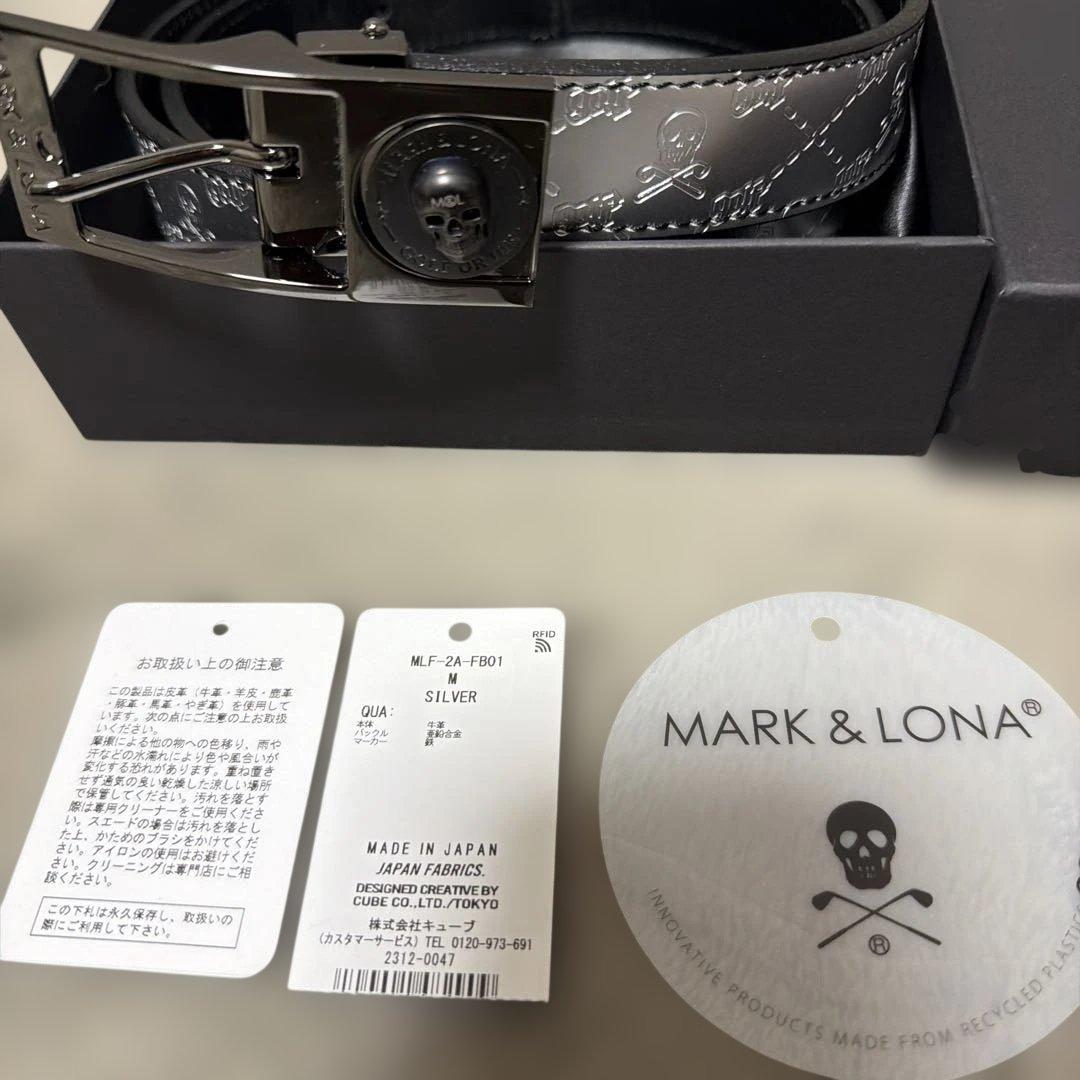 MARK & LONA
MARK & LONA
M&L
GOLF
golf
golf
golf
お取扱い上の御注意
この製品は皮革（牛革・羊皮・鹿革
・豚革・馬革・やぎ革）を使用して
います。次の点にご注意の上お取扱
いください。
摩擦による他の物への色移り、雨や
汗などの水濡れにより色や風合いが
変化する恐れがあります。重ね置き
せず通気の良い乾燥した涼しい場所
で保管してください。汚れを落とす
際は専用クリーナーをご使用くださ
い。スエードの場合は汚れを落とし
た上、かためのブラシをかけてくだ
さい。アイロンの使用はお避けくだ
さい。クリーニングは専門店にご相
談ください。
この下札は永久保存し、取扱いの
際にご利用して下さい。
RFID
MLF-2A-FB01
M
SILVER
QUA:
本体 牛革
バックル 亜鉛合金
マーカー 鉄
MADE IN JAPAN
JAPAN FABRICS.
DESIGNED CREATIVE BY
CUBE CO.,LTD./TOKYO
株式会社キューブ
(カスタマーサービス) TEL 0120-973-691
2312-0047
MARK & LONA®
®
INNOVATIVE PRODUCTS MADE FROM RECYCLED PLASTIC